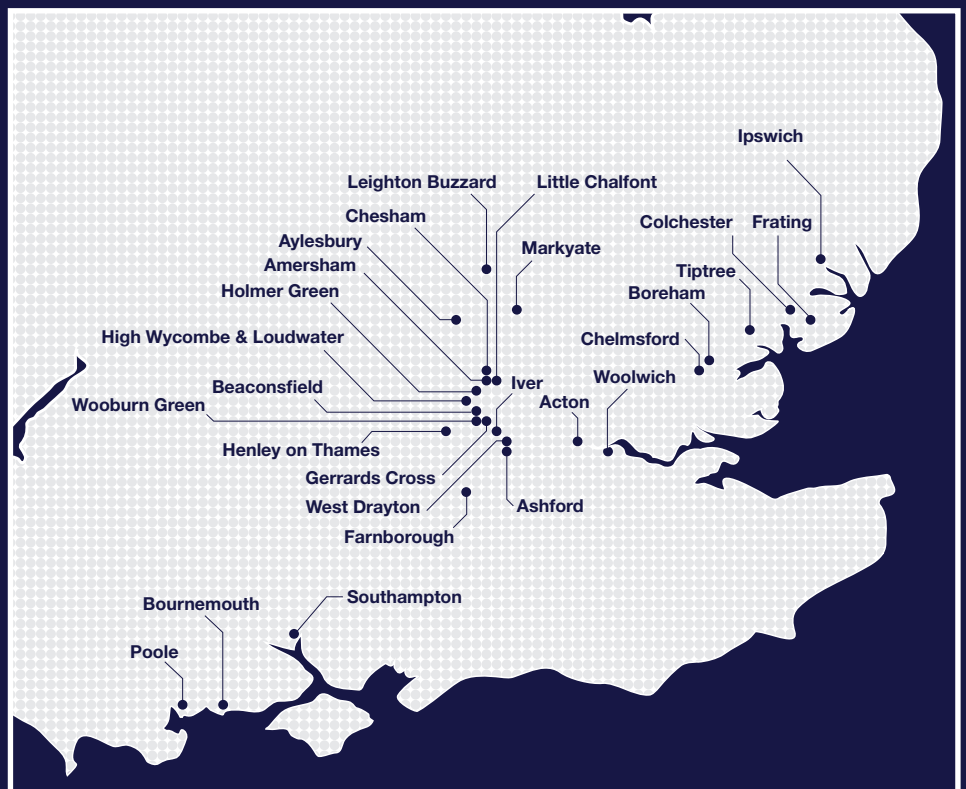 Ipswich
Leighton Buzzard
Little Chalfont
Chesham
Colchester
Frating
Aylesbury
Markyate
Amersham
Tiptree
Holmer Green
Boreham
High Wycombe & Loudwater
Chelmsford
Woolwich
Iver
Beaconsfield
Acton
Wooburn Green
Henley on Thames
Gerrards Cross
West Drayton
Ashford
Farnborough
Southampton
Bournemouth
Poole